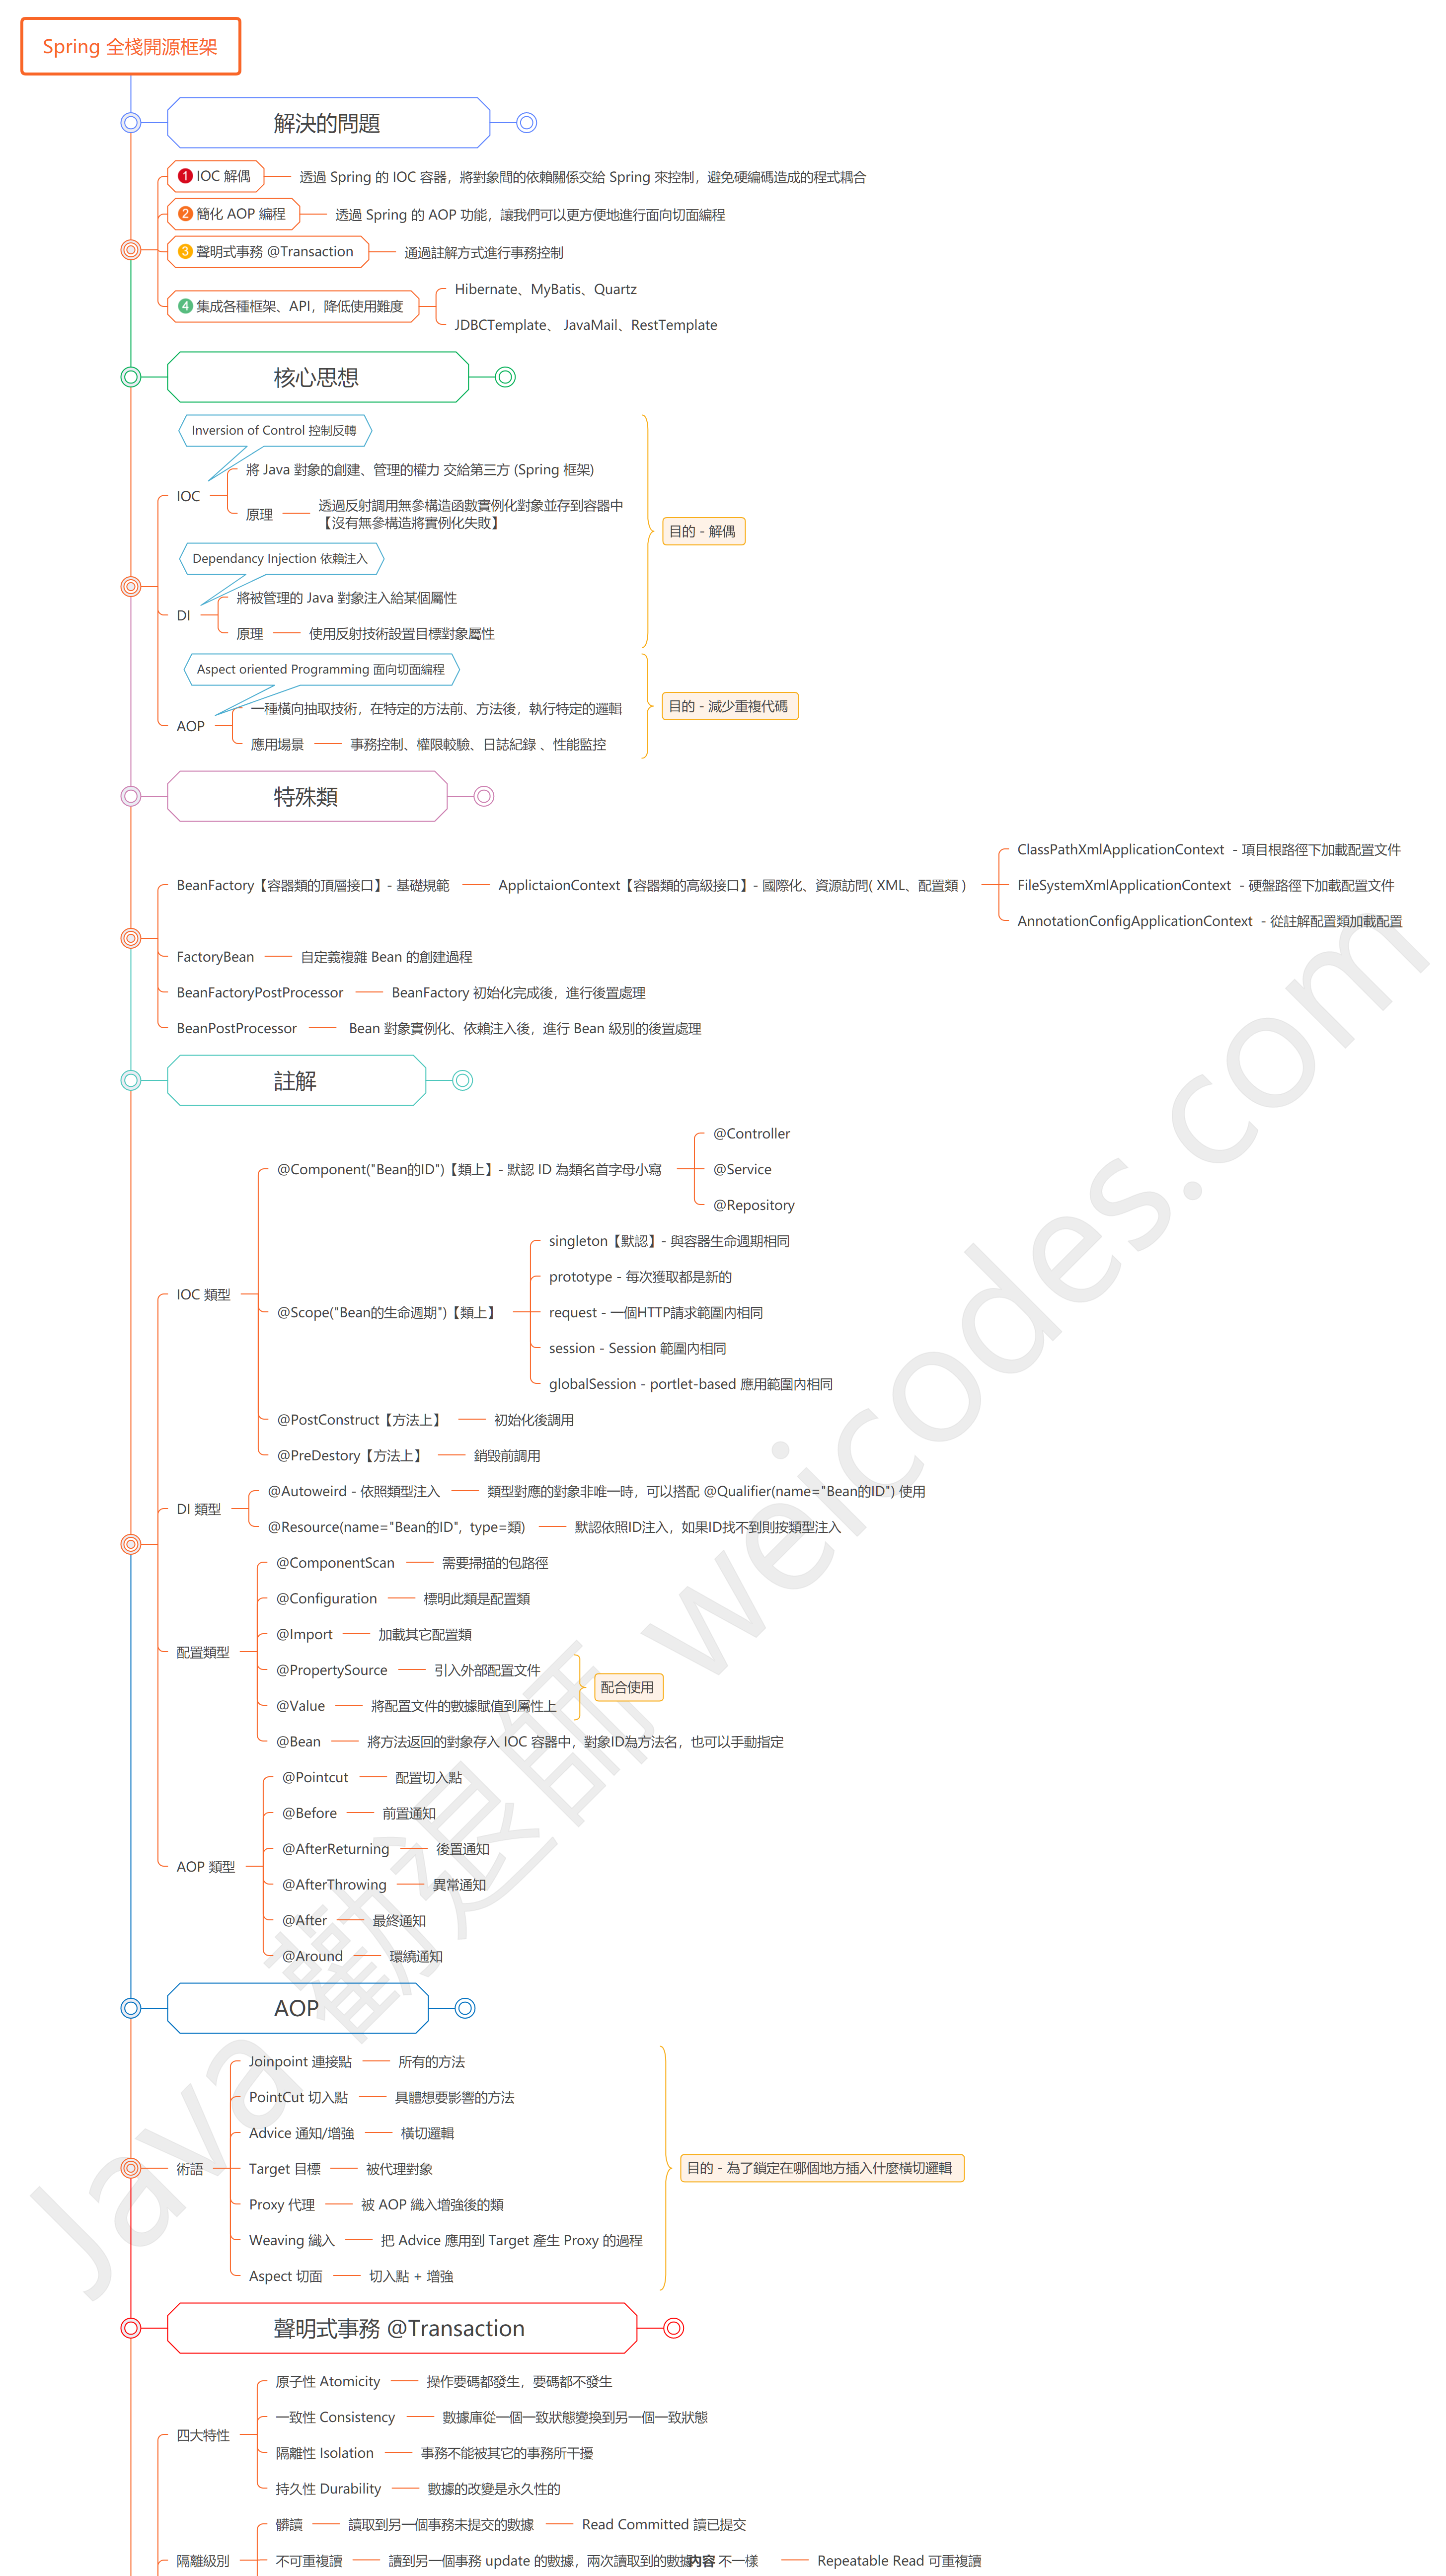 Spring 全棧開源框架
解決的問題
1 IOC 解偶
透過 Spring 的 IOC 容器，將對象間的依賴關係交給 Spring 來控制，避免硬編碼造成的程式耦合
2 簡化 AOP 編程
透過 Spring 的 AOP 功能，讓我們可以更方便地進行面向切面編程
3 聲明式事務 @Transaction
通過註解方式進行事務控制
4 集成各種框架、API，降低使用難度
Hibernate、MyBatis、Quartz
JDBCTemplate、 JavaMail、RestTemplate
核心思想
Inversion of Control 控制反轉
IOC
將 Java 對象的創建、管理的權力 交給第三方 (Spring 框架)
原理
透過反射調用無參構造函數實例化對象並存到容器中
【沒有無參構造將實例化失敗】
Dependancy Injection 依賴注入
DI
將被管理的 Java 對象注入給某個屬性
原理
使用反射技術設置目標對象屬性
目的 - 解偶
Aspect oriented Programming 面向切面編程
AOP
一種橫向抽取技術，在特定的方法前、方法後，執行特定的邏輯
應用場景
事務控制、權限較驗、日誌紀錄 、性能監控
目的 - 減少重複代碼
特殊類
BeanFactory【容器類的頂層接口】- 基礎規範
ApplictaionContext【容器類的高級接口】- 國際化、資源訪問( XML、配置類 )
ClassPathXmlApplicationContext - 項目根路徑下加載配置文件
FileSystemXmlApplicationContext - 硬盤路徑下加載配置文件
AnnotationConfigApplicationContext - 從註解配置類加載配置
FactoryBean
自定義複雜 Bean 的創建過程
BeanFactoryPostProcessor
BeanFactory 初始化完成後，進行後置處理
BeanPostProcessor
Bean 對象實例化、依賴注入後，進行 Bean 級別的後置處理
註解
IOC 類型
@Component("Bean的ID")【類上】- 默認 ID 為類名首字母小寫
@Controller
@Service
@Repository
@Scope("Bean的生命週期")【類上】
singleton【默認】- 與容器生命週期相同
prototype - 每次獲取都是新的
request - 一個HTTP請求範圍內相同
session - Session 範圍內相同
globalSession - portlet-based 應用範圍內相同
@PostConstruct【方法上】
初始化後調用
@PreDestory【方法上】
銷毀前調用
DI 類型
@Autoweird - 依照類型注入
類型對應的對象非唯一時，可以搭配 @Qualifier(name="Bean的ID") 使用
@Resource(name="Bean的ID", type=類)
默認依照ID注入，如果ID找不到則按類型注入
配置類型
@ComponentScan
需要掃描的包路徑
@Configuration
標明此類是配置類
@Import
加載其它配置類
@PropertySource
引入外部配置文件
@Value
將配置文件的數據賦值到屬性上
配合使用
@Bean
將方法返回的對象存入 IOC 容器中，對象ID為方法名，也可以手動指定
AOP 類型
@Pointcut
配置切入點
@Before
前置通知
@AfterReturning
後置通知
@AfterThrowing
異常通知
@After
最終通知
@Around
環繞通知
AOP
術語
Joinpoint 連接點
所有的方法
PointCut 切入點
具體想要影響的方法
Advice 通知/增強
橫切邏輯
Target 目標
被代理對象
Proxy 代理
被 AOP 織入增強後的類
Weaving 織入
把 Advice 應用到 Target 產生 Proxy 的過程
Aspect 切面
切入點 + 增強
目的 - 為了鎖定在哪個地方插入什麼橫切邏輯
聲明式事務 @Transaction
四大特性
原子性 Atomicity
操作要碼都發生，要碼都不發生
一致性 Consistency
數據庫從一個一致狀態變換到另一個一致狀態
隔離性 Isolation
事務不能被其它的事務所干擾
持久性 Durability
數據的改變是永久性的
隔離級別
髒讀
讀取到另一個事務未提交的數據
Read Committed 讀已提交
不可重複讀
讀到另一個事務 update 的數據，兩次讀取到的數據內容 不一樣
Repeatable Read 可重複讀
Java 勸退師 weicodes.com